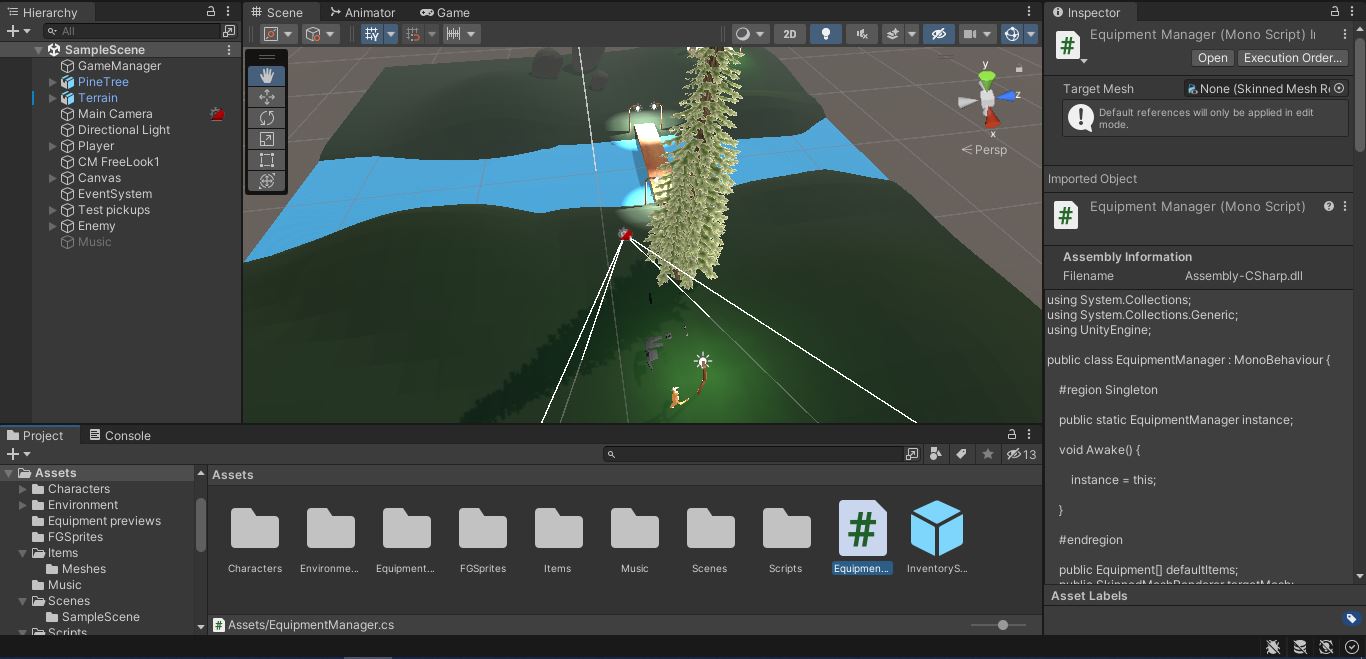 Hierarchy
All
SampleScene
GameManager
PineTree
Terrain
Main Camera
Directional Light
Player
CM FreeLook1
Canvas
EventSystem
Test pickups
Enemy
Music
Scene
Animator
Game
2D
y
z
x
Persp
Project
Console
13
Assets
Characters
Environment
Equipment previews
FGSprites
Items
Meshes
Music
Scenes
SampleScene
Scripts
Assets
Characters
Environme...
Equipment...
FGSprites
Items
Music
Scenes
Scripts
Equipmen...
InventoryS...
Assets/EquipmentManager.cs
Inspector
Equipment Manager (Mono Script) Ir
Open
Execution Order...
Target Mesh
None (Skinned Mesh Re
Default references will only be applied in edit
mode.
Imported Object
Equipment Manager (Mono Script)
Assembly Information
Filename Assembly-CSharp.dll
using System.Collections;
using System.Collections.Generic;
using UnityEngine;
public class EquipmentManager : MonoBehaviour {
#region Singleton
public static EquipmentManager instance;
void Awake() {
instance = this;
}
#endregion
public Equipment[] defaultItems;
public SkinnedMeshRenderer targetMesh;
Asset Labels